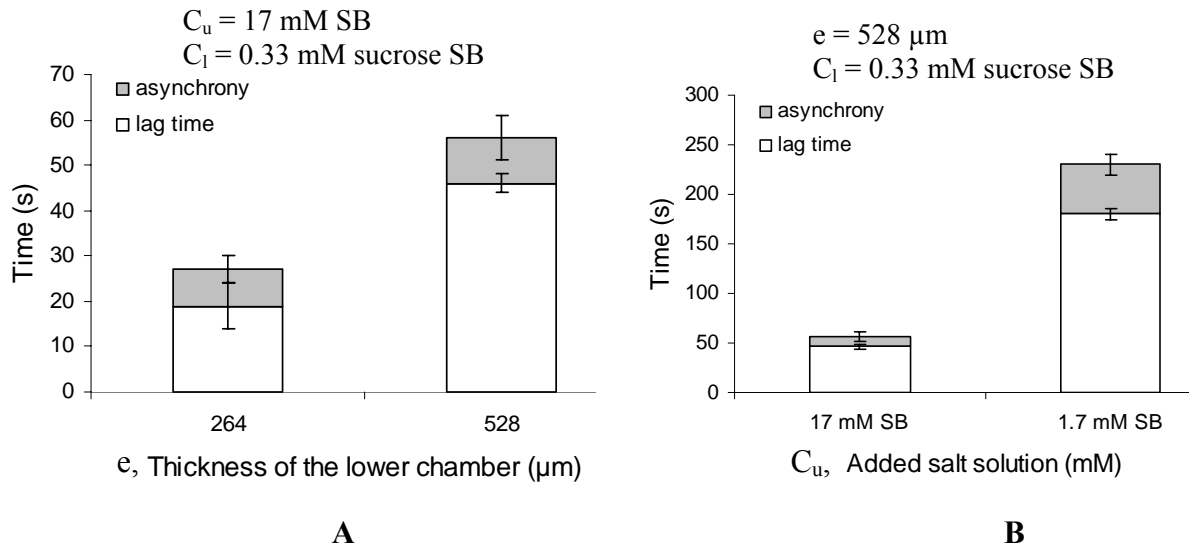 Cu = 17 mM SB
Cl = 0.33 mM sucrose SB
70
60
50
40
30
20
10
0
asynchrony
lag time
Time (s)
264
528
e, Thickness of the lower chamber (µm)
A
e = 528 µm
Cl = 0.33 mM sucrose SB
300
250
200
150
100
50
0
asynchrony
lag time
Time (s)
17 mM SB
1.7 mM SB
Cu, Added salt solution (mM)
B